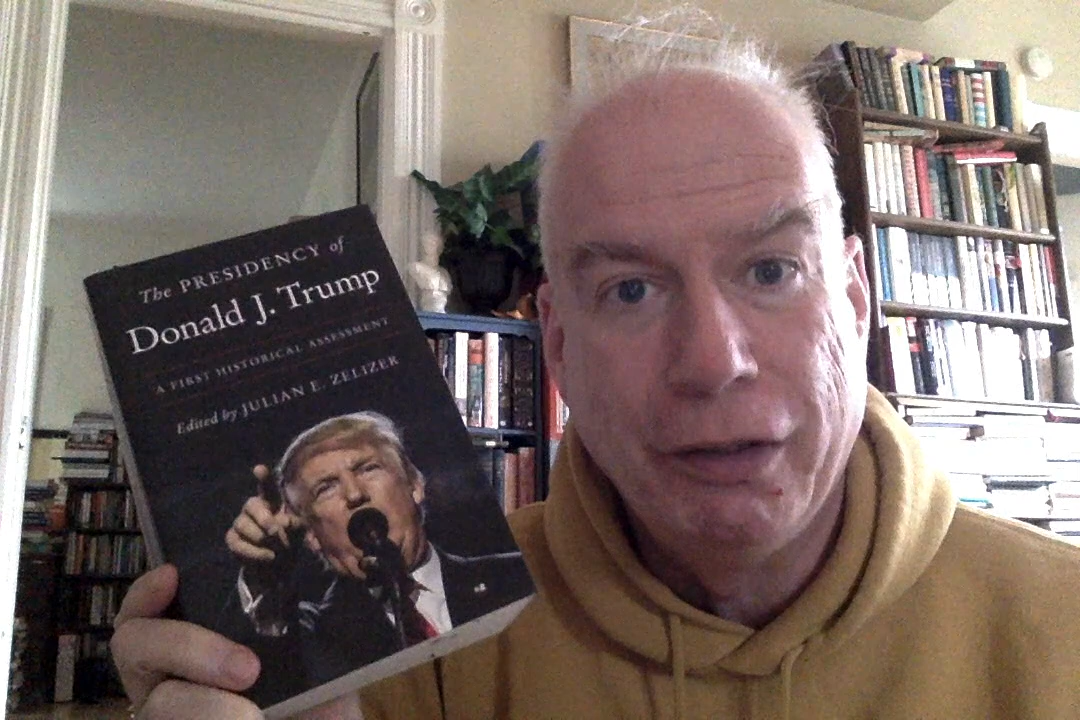 The PRESIDENCY of
Donald J. Trump
A FIRST HISTORICAL ASSESSMENT
Edited by JULIAN E. ZELIZER